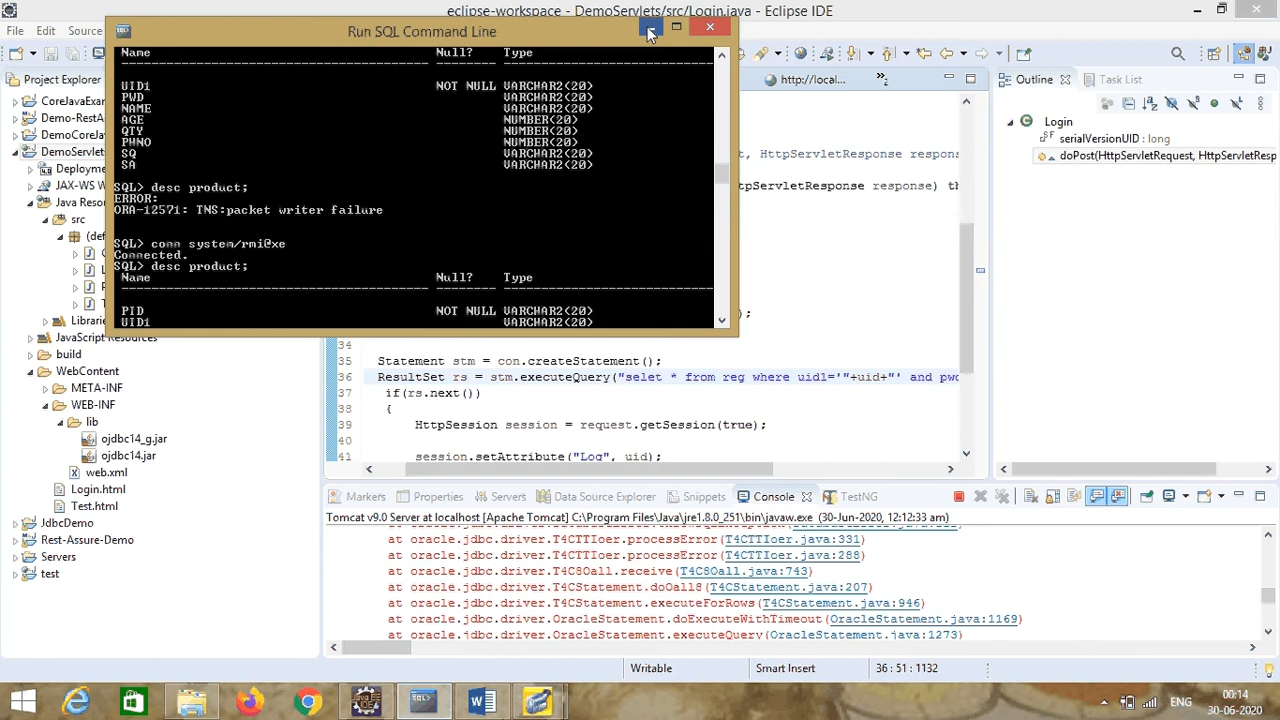 eclipse-workspace - DemoServlets/src/Login.java - Eclipse IDE
File Edit Sourc
Run SQL Command Line
Name Null? Type
UID1 NOT NULL VARCHAR2(20)
PWD VARCHAR2(20)
NAME VARCHAR2(20)
AGE NUMBER(20)
QTY NUMBER(20)
PHNO NUMBER(20)
SQ VARCHAR2(20)
SA VARCHAR2(20)
SQL> desc product;
ERROR:
ORA-12571: TNS:packet writer failure
SQL> conn system/rmi@xe
Connected.
SQL> desc product;
Name Null? Type
PID NOT NULL VARCHAR2(20)
UID1 VARCHAR2(20)
Project Explorer
CoreJavaExa
Demo-RestA
DemoCoreJ
DemoServlet
Deployme
JAX-WS W
Java Resou
src
(def
Librarie
JavaScript Resources
build
WebContent
META-INF
WEB-INF
lib
ojdbc14_g.jar
ojdbc14.jar
web.xml
Login.html
Test.html
JdbcDemo
Rest-Assure-Demo
Servers
test
http://local...
, HttpServletResponse respons
tpServletResponse response) th
);
34
35 Statement stm = con.createStatement();
36 ResultSet rs = stm.executeQuery("selet * from reg where uid1='"+uid+"' and pwd
37 if(rs.next())
38 {
39 HttpSession session = request.getSession(true);
40
41 session.setAttribute("Log", uid);
Outline Task List
Login
serialVersionUID : long
doPost(HttpServletRequest, HttpServletResp
Markers Properties Servers Data Source Explorer Snippets Console TestNG
Tomcat v9.0 Server at localhost [Apache Tomcat] C:\Program Files\Java\jre1.8.0_251\bin\javaw.exe (30-Jun-2020, 12:12:33 am)
at oracle.jdbc.driver.T4CTTIoer.processError(T4CTTIoer.java:331)
at oracle.jdbc.driver.T4CTTIoer.processError(T4CTTIoer.java:288)
at oracle.jdbc.driver.T4C8Oall.receive(T4C8Oall.java:743)
at oracle.jdbc.driver.T4CStatement.doOall8(T4CStatement.java:207)
at oracle.jdbc.driver.T4CStatement.executeForRows(T4CStatement.java:946)
at oracle.jdbc.driver.OracleStatement.doExecuteWithTimeout(OracleStatement.java:1169)
at oracle.jdbc.driver.OracleStatement.executeQuery(OracleStatement.java:1273)
Writable Smart Insert 36 : 51 : 1132
ENG
00:14
30-06-2020